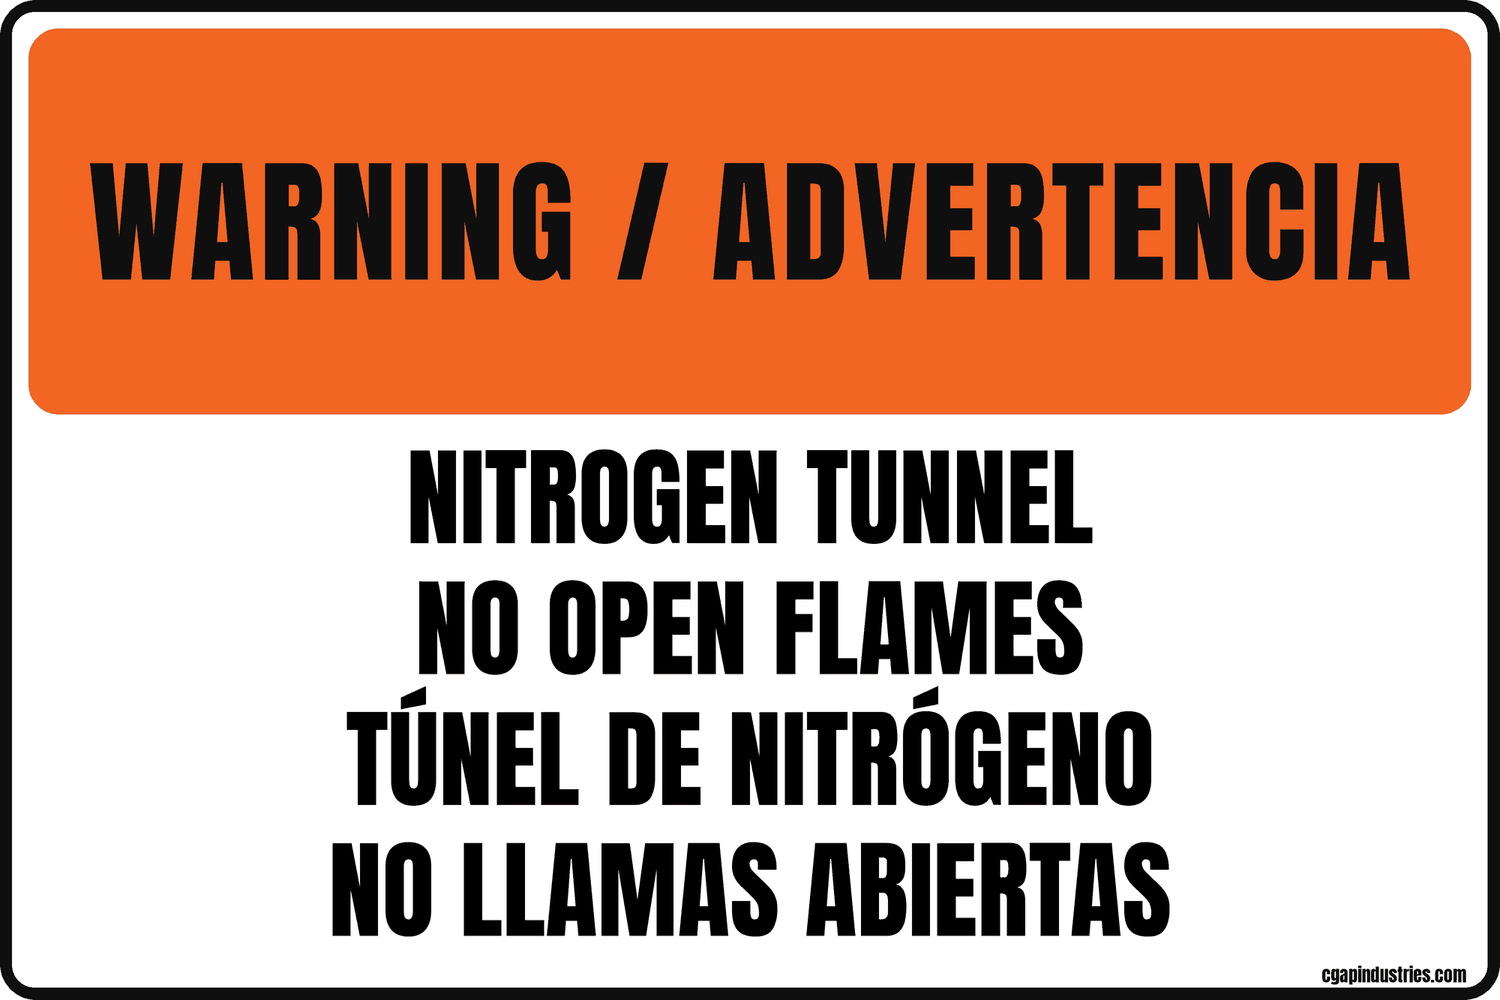 WARNING / ADVERTENCIA
NITROGEN TUNNEL
NO OPEN FLAMES
TÚNEL DE NITRÓGENO
NO LLAMAS ABIERTAS
cgapindustries.com